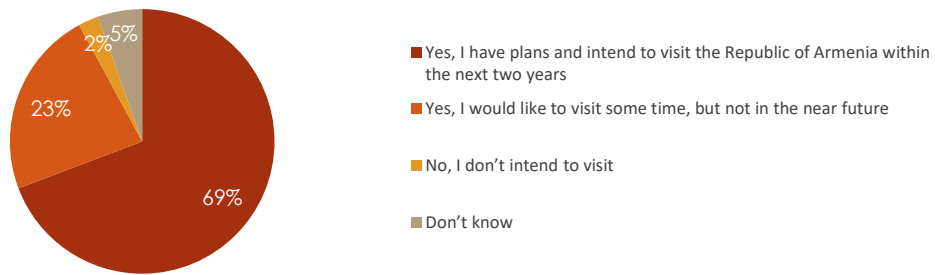 5%
2%
23%
69%
Yes, I have plans and intend to visit the Republic of Armenia within
the next two years
Yes, I would like to visit some time, but not in the near future
No, I don’t intend to visit
Don’t know